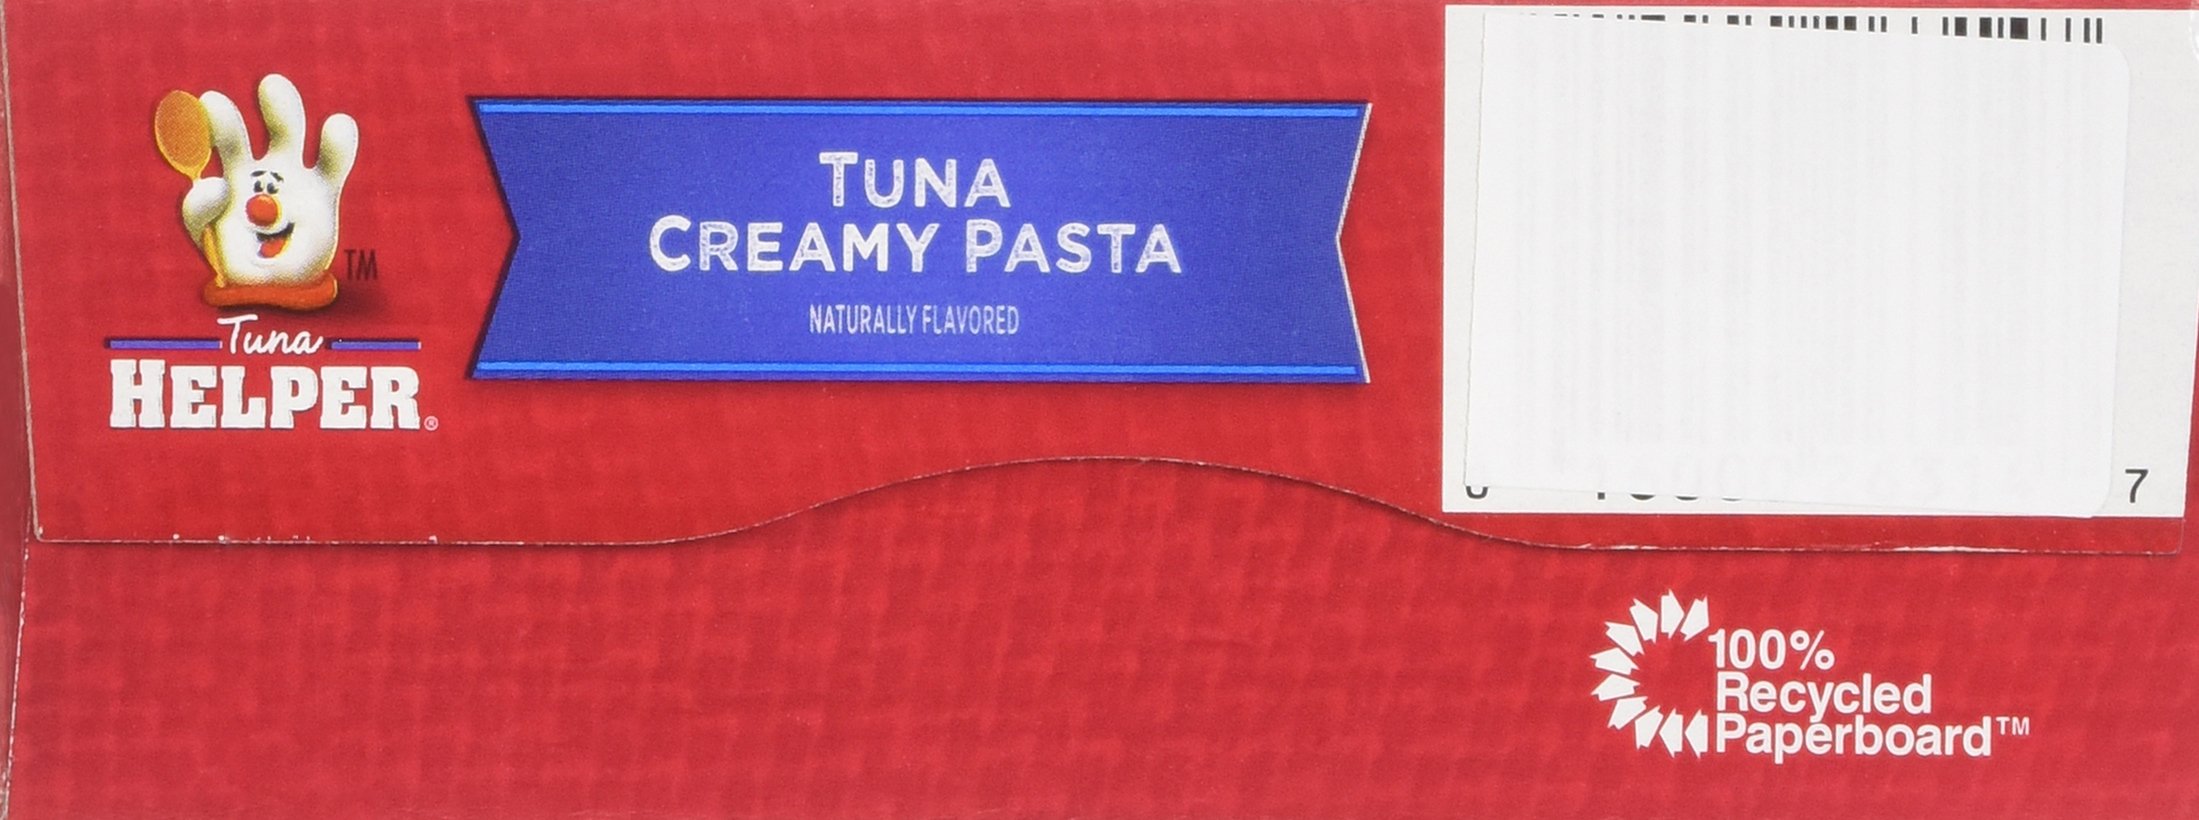 TM
Tuna
HELPER®
TUNA
CREAMY PASTA
NATURALLY FLAVORED
7
100%
Recycled
Paperboard™